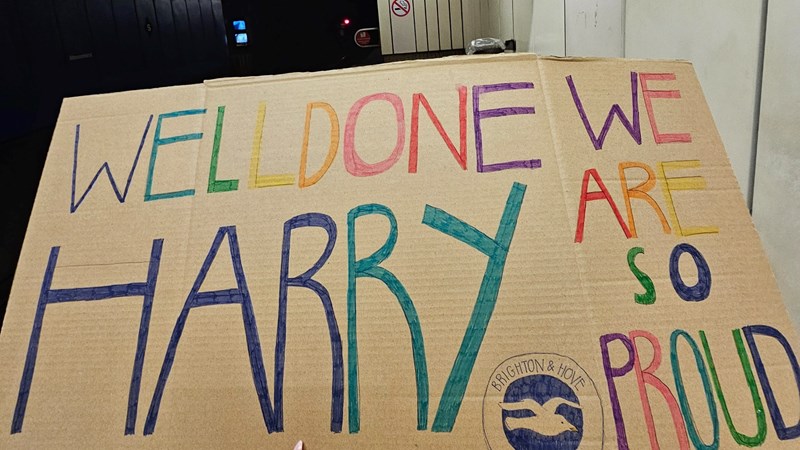 WELLDONE
HARRY
WE
ARE
SO
PROUD
BRIGHTON & HOVE